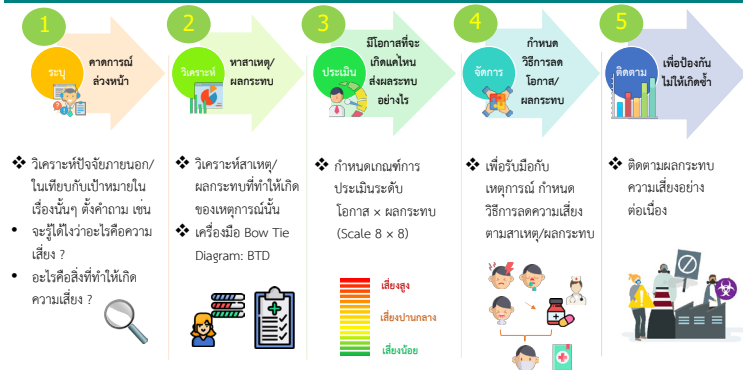 1
ระบุ
คาดการณ์
ล่วงหน้า
❖ วิเคราะห์ปัจจัยภายนอก/
ในเทียบกับเป้าหมายใน
เรื่องนั้นๆ ตั้งคำถาม เช่น
• จะรู้ได้ไงว่าอะไรคือความ
เสี่ยง ?
• อะไรคือสิ่งที่ทำให้เกิด
ความเสี่ยง ?
2
วิเคราะห์
หาสาเหตุ/
ผลกระทบ
❖ วิเคราะห์สาเหตุ/
ผลกระทบที่ทำให้เกิด
ของเหตุการณ์นั้น
❖ เครื่องมือ Bow Tie
Diagram: BTD
3
ประเมิน
มีโอกาสที่จะ
เกิดแค่ไหน
ส่งผลกระทบ
อย่างไร
❖ กำหนดเกณฑ์การ
ประเมินระดับ
โอกาส × ผลกระทบ
(Scale 8 × 8)
เสี่ยงสูง
เสี่ยงปานกลาง
เสี่ยงน้อย
4
จัดการ
กำหนด
วิธีการลด
โอกาส/
ผลกระทบ
❖ เพื่อรับมือกับ
เหตุการณ์ กำหนด
วิธีการลดความเสี่ยง
ตามสาเหตุ/ผลกระทบ
5
ติดตาม
เพื่อป้องกัน
ไม่ให้เกิดซ้ำ
❖ ติดตามผลกระทบ
ความเสี่ยงอย่าง
ต่อเนื่อง